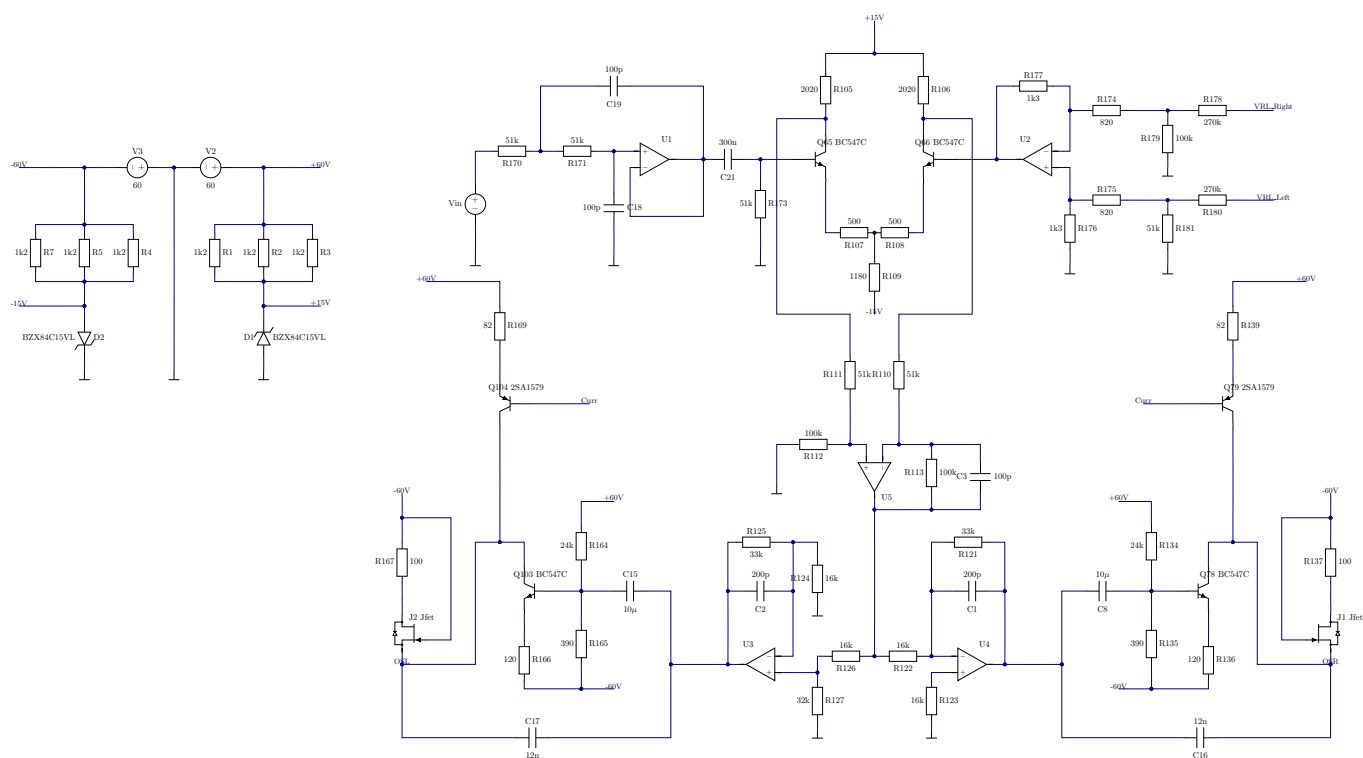 +15V
100p
C19
R177
1k3
2020 R105
2020 R106
R174
820
R178
270k
VRL-Right
R179 100k
51k
R170
51k
R171
U1
300n
C21
Q65 BC547C
Q66 BC547C
U2
-60V
V3
60
V2
60
+60V
Vin
100p C18
51k R173
R175
820
270k
R180
VRL-Left
1k3 R176
51k R181
500
R107
500
R108
1180 R109
-15V
1k2 R7
1k2 R5
1k2 R4
1k2 R1
1k2 R2
1k2 R3
-15V
+15V
BZX84C15VL D2
D1 BZX84C15VL
+60V
82 R169
+60V
82 R139
R111 51k
R110 51k
Q104 2SA1579
Curr
Q79 2SA1579
Curr
100k
R112
R113 100k
C3 100p
U5
-60V
+60V
R167 100
24k R164
Q103 BC547C
C15
10µ
R125
33k
200p
C2
R124 16k
33k
R121
200p
C1
+60V
24k R134
10µ
C8
Q78 BC547C
-60V
R137 100
J2 Jfet
OSL
120 R166
390 R165
-60V
U3
16k
R126
32k R127
16k
R122
U4
16k R123
390 R135
120 R136
-60V
J1 Jfet
OSR
C17
12n
12n
C16